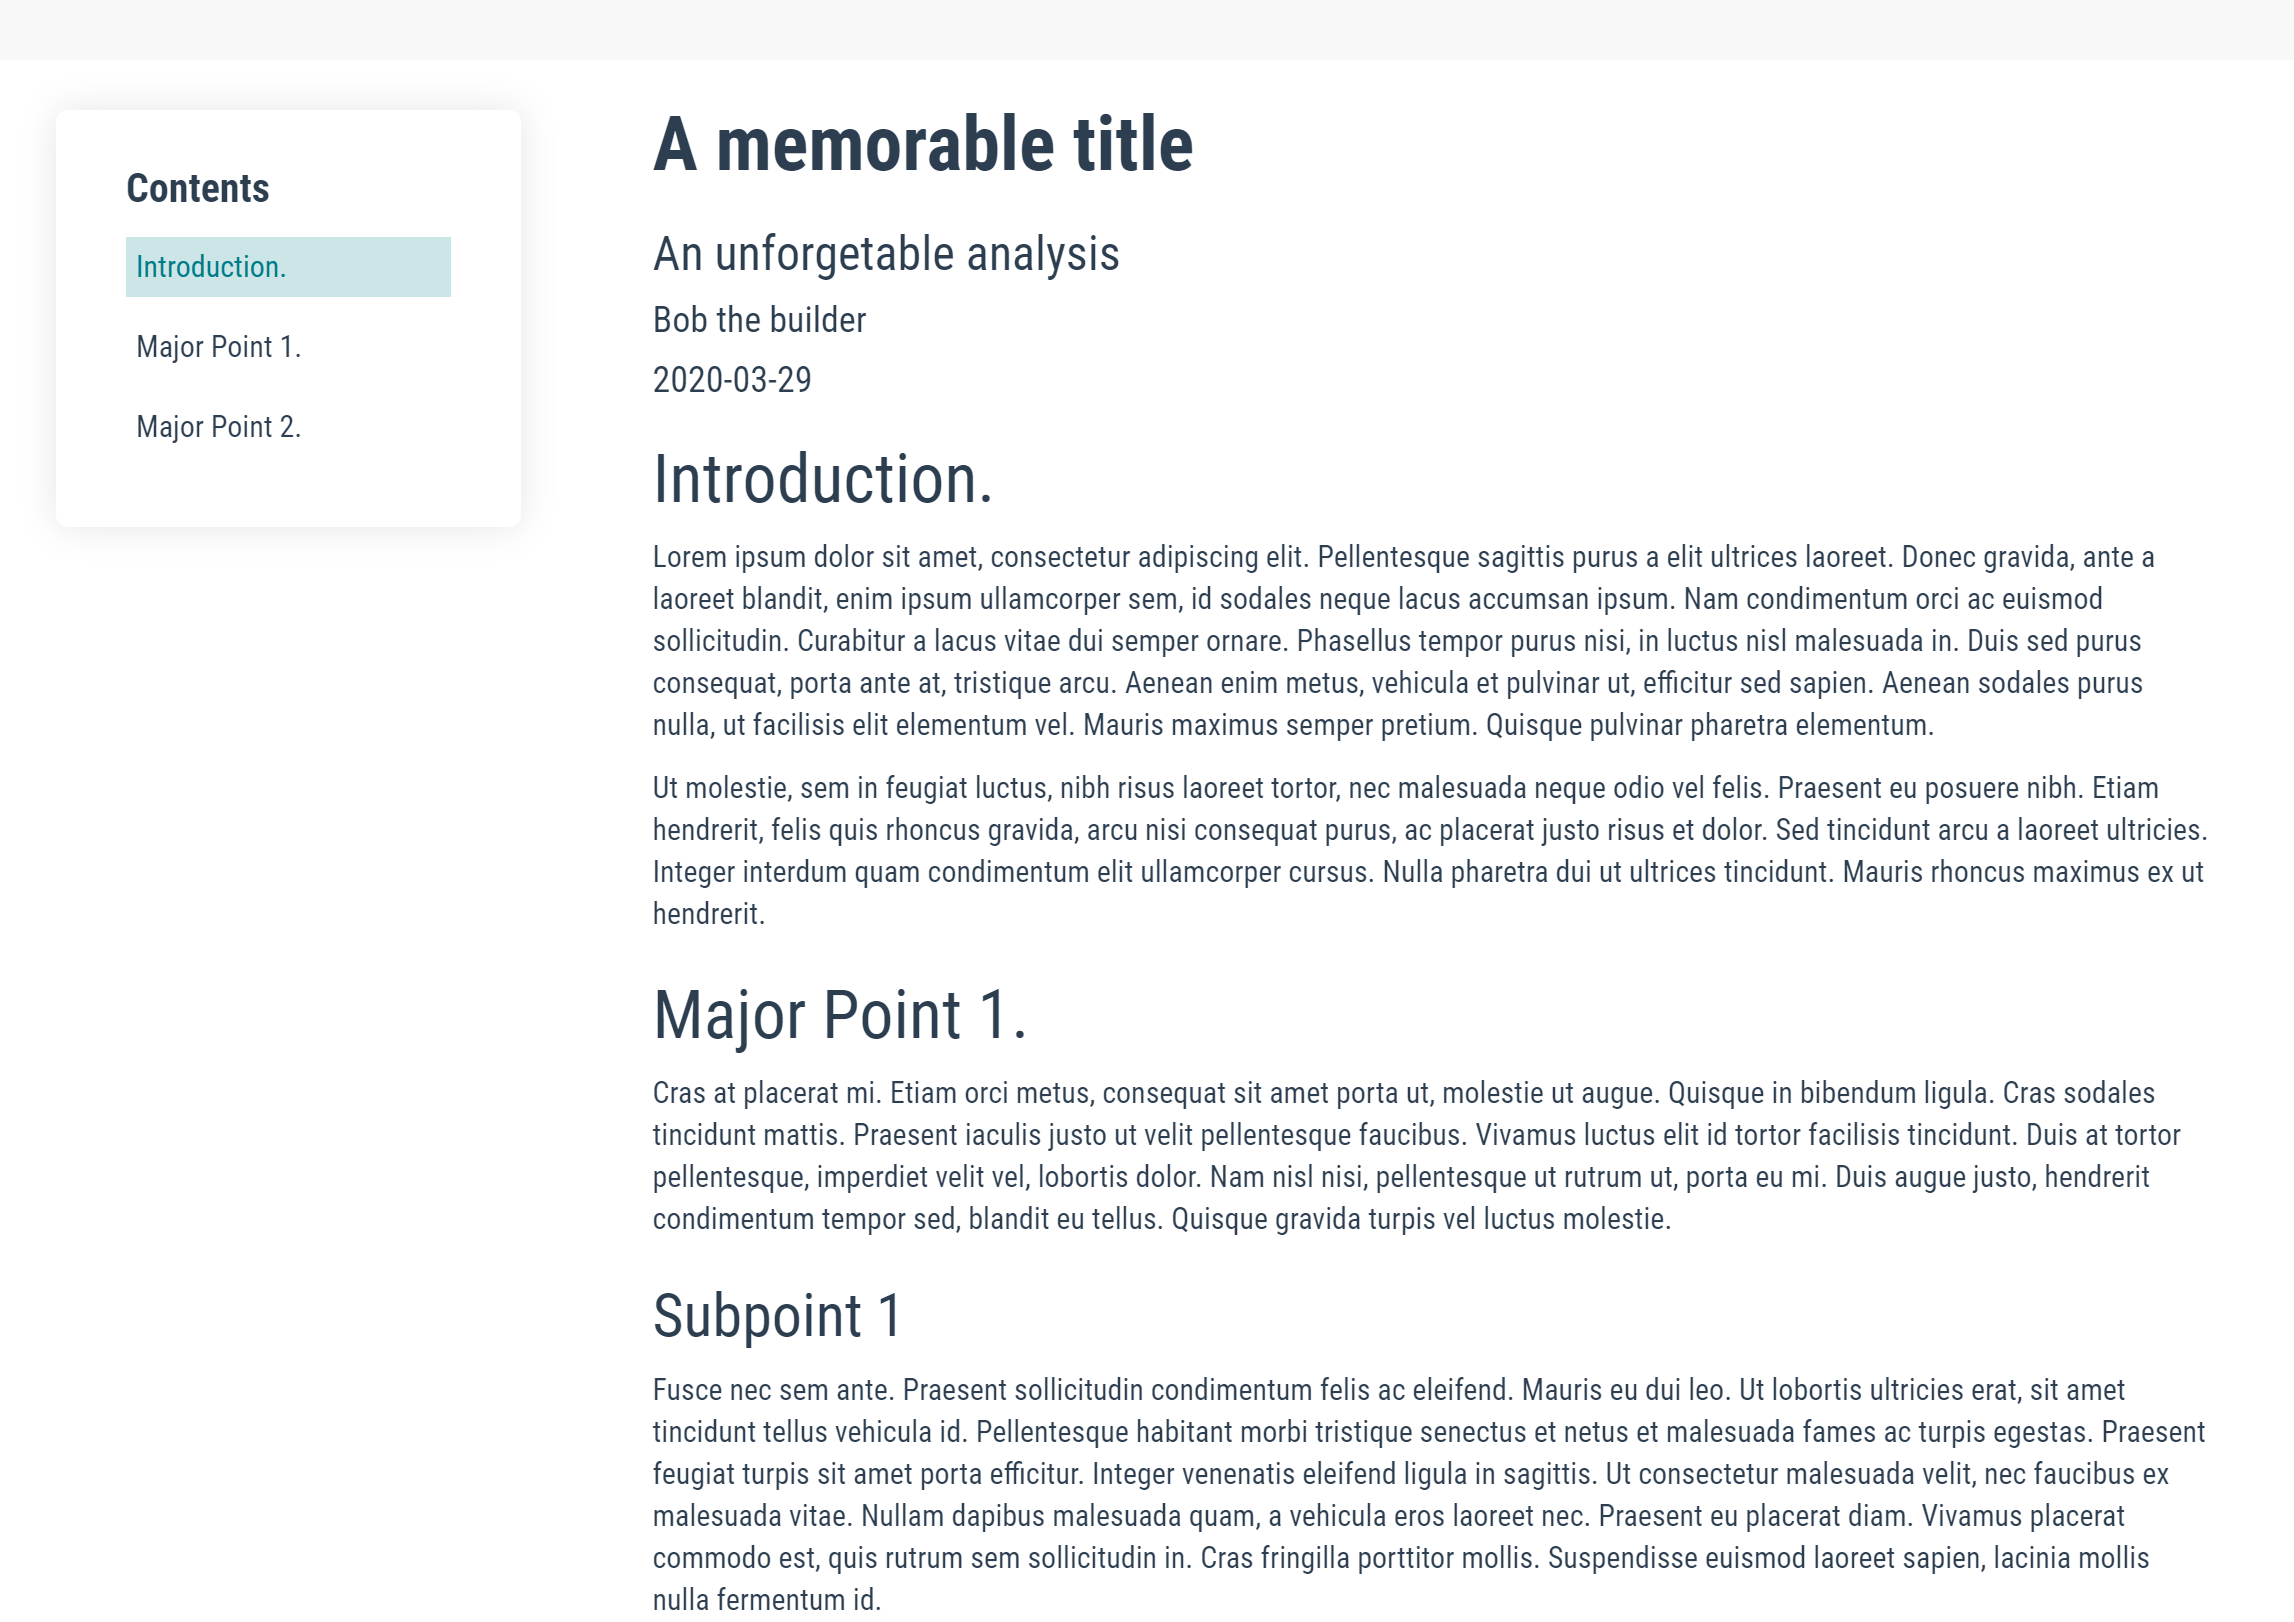 Contents
Introduction.
Major Point 1.
Major Point 2.
A memorable title
An unforgetable analysis
Bob the builder
2020-03-29
Introduction.
Lorem ipsum dolor sit amet, consectetur adipiscing elit. Pellentesque sagittis purus a elit ultrices laoreet. Donec gravida, ante a
laoreet blandit, enim ipsum ullamcorper sem, id sodales neque lacus accumsan ipsum. Nam condimentum orci ac euismod
sollicitudin. Curabitur a lacus vitae dui semper ornare. Phasellus tempor purus nisi, in luctus nisl malesuada in. Duis sed purus
consequat, porta ante at, tristique arcu. Aenean enim metus, vehicula et pulvinar ut, efficitur sed sapien. Aenean sodales purus
nulla, ut facilisis elit elementum vel. Mauris maximus semper pretium. Quisque pulvinar pharetra elementum.
Ut molestie, sem in feugiat luctus, nibh risus laoreet tortor, nec malesuada neque odio vel felis. Praesent eu posuere nibh. Etiam
hendrerit, felis quis rhoncus gravida, arcu nisi consequat purus, ac placerat justo risus et dolor. Sed tincidunt arcu a laoreet ultricies.
Integer interdum quam condimentum elit ullamcorper cursus. Nulla pharetra dui ut ultrices tincidunt. Mauris rhoncus maximus ex ut
hendrerit.
Major Point 1.
Cras at placerat mi. Etiam orci metus, consequat sit amet porta ut, molestie ut augue. Quisque in bibendum ligula. Cras sodales
tincidunt mattis. Praesent iaculis justo ut velit pellentesque faucibus. Vivamus luctus elit id tortor facilisis tincidunt. Duis at tortor
pellentesque, imperdiet velit vel, lobortis dolor. Nam nisl nisi, pellentesque ut rutrum ut, porta eu mi. Duis augue justo, hendrerit
condimentum tempor sed, blandit eu tellus. Quisque gravida turpis vel luctus molestie.
Subpoint 1
Fusce nec sem ante. Praesent sollicitudin condimentum felis ac eleifend. Mauris eu dui leo. Ut lobortis ultricies erat, sit amet
tincidunt tellus vehicula id. Pellentesque habitant morbi tristique senectus et netus et malesuada fames ac turpis egestas. Praesent
feugiat turpis sit amet porta efficitur. Integer venenatis eleifend ligula in sagittis. Ut consectetur malesuada velit, nec faucibus ex
malesuada vitae. Nullam dapibus malesuada quam, a vehicula eros laoreet nec. Praesent eu placerat diam. Vivamus placerat
commodo est, quis rutrum sem sollicitudin in. Cras fringilla porttitor mollis. Suspendisse euismod laoreet sapien, lacinia mollis
nulla fermentum id.